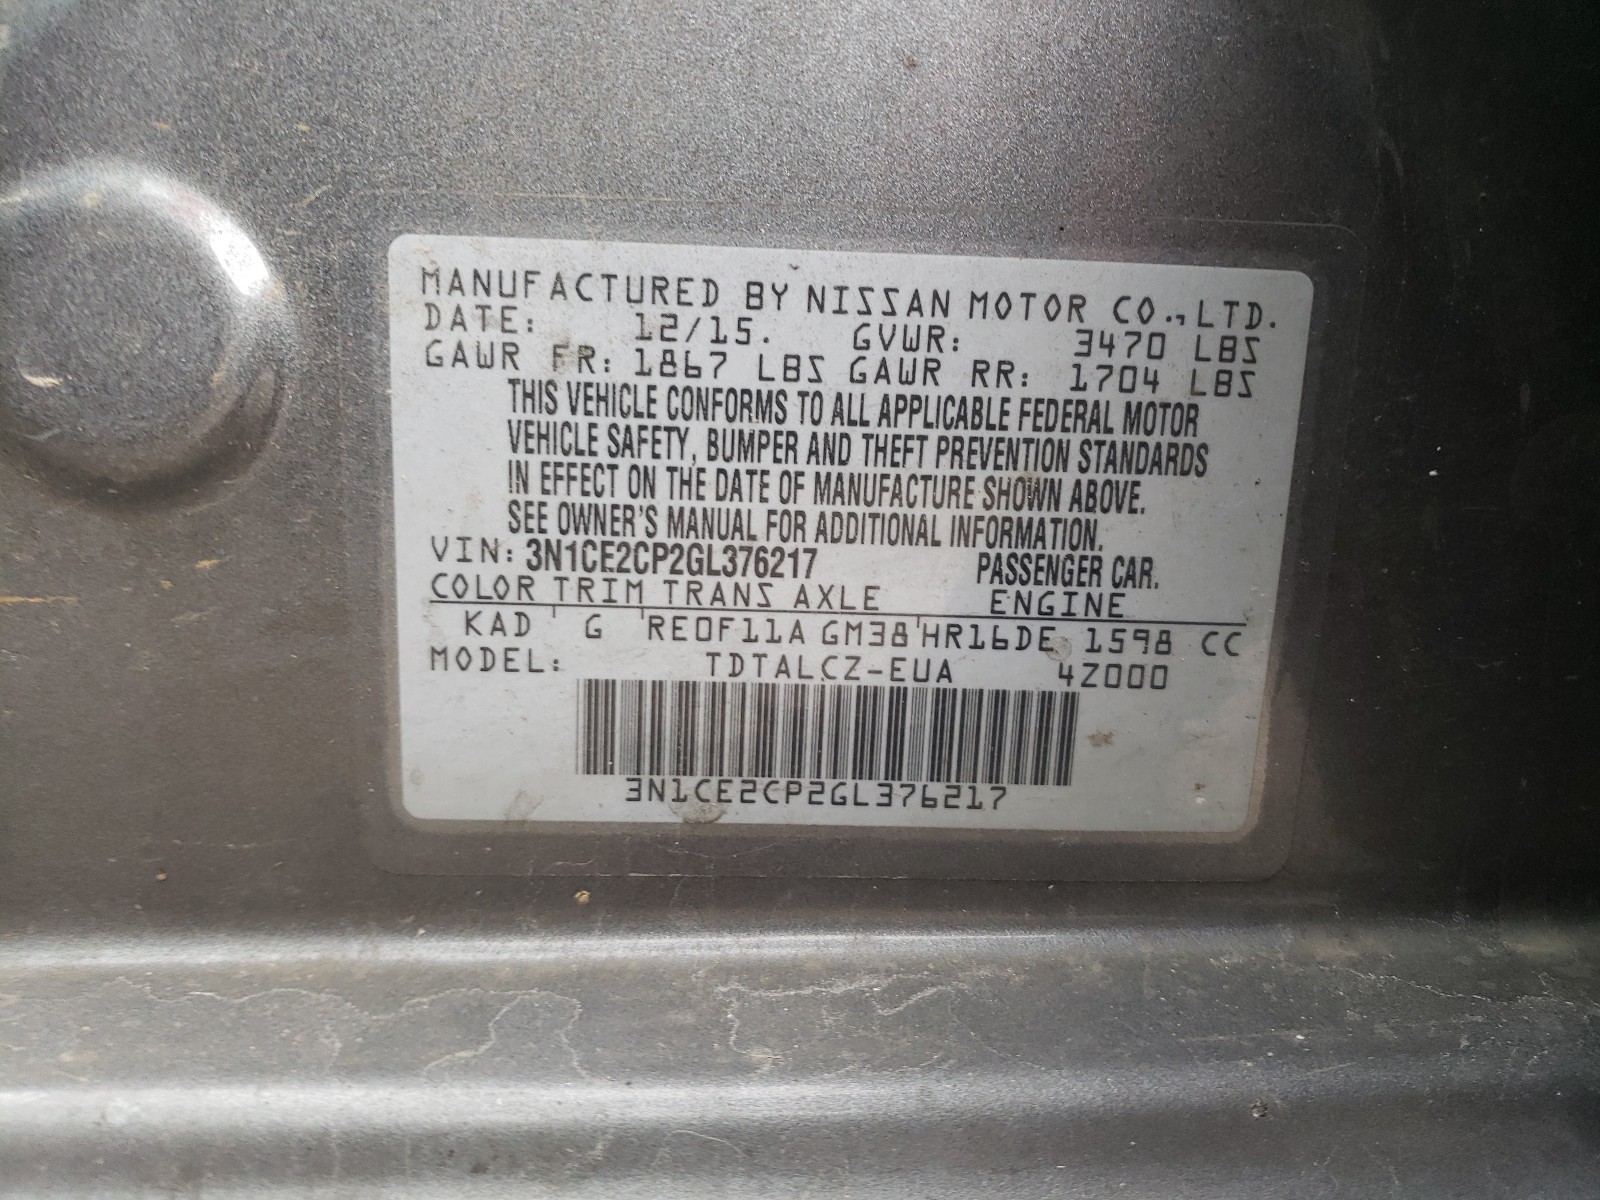 MANUFACTURED BY NISSAN MOTOR CO., LTD.
DATE: 12/15. GVWR: 3470 LBS
GAWR FR: 1867 LBS GAWR RR: 1704 LBS
THIS VEHICLE CONFORMS TO ALL APPLICABLE FEDERAL MOTOR
VEHICLE SAFETY, BUMPER AND THEFT PREVENTION STANDARDS
IN EFFECT ON THE DATE OF MANUFACTURE SHOWN ABOVE.
SEE OWNER'S MANUAL FOR ADDITIONAL INFORMATION.
VIN: 3N1CE2CP2GL376217 PASSENGER CAR.
COLOR TRIM TRANS AXLE ENGINE
KAD G RE0F11A GM38 HR16DE 1598 CC
MODEL: TDTALCZ-EUA 4Z000
3N1CE2CP2GL376217